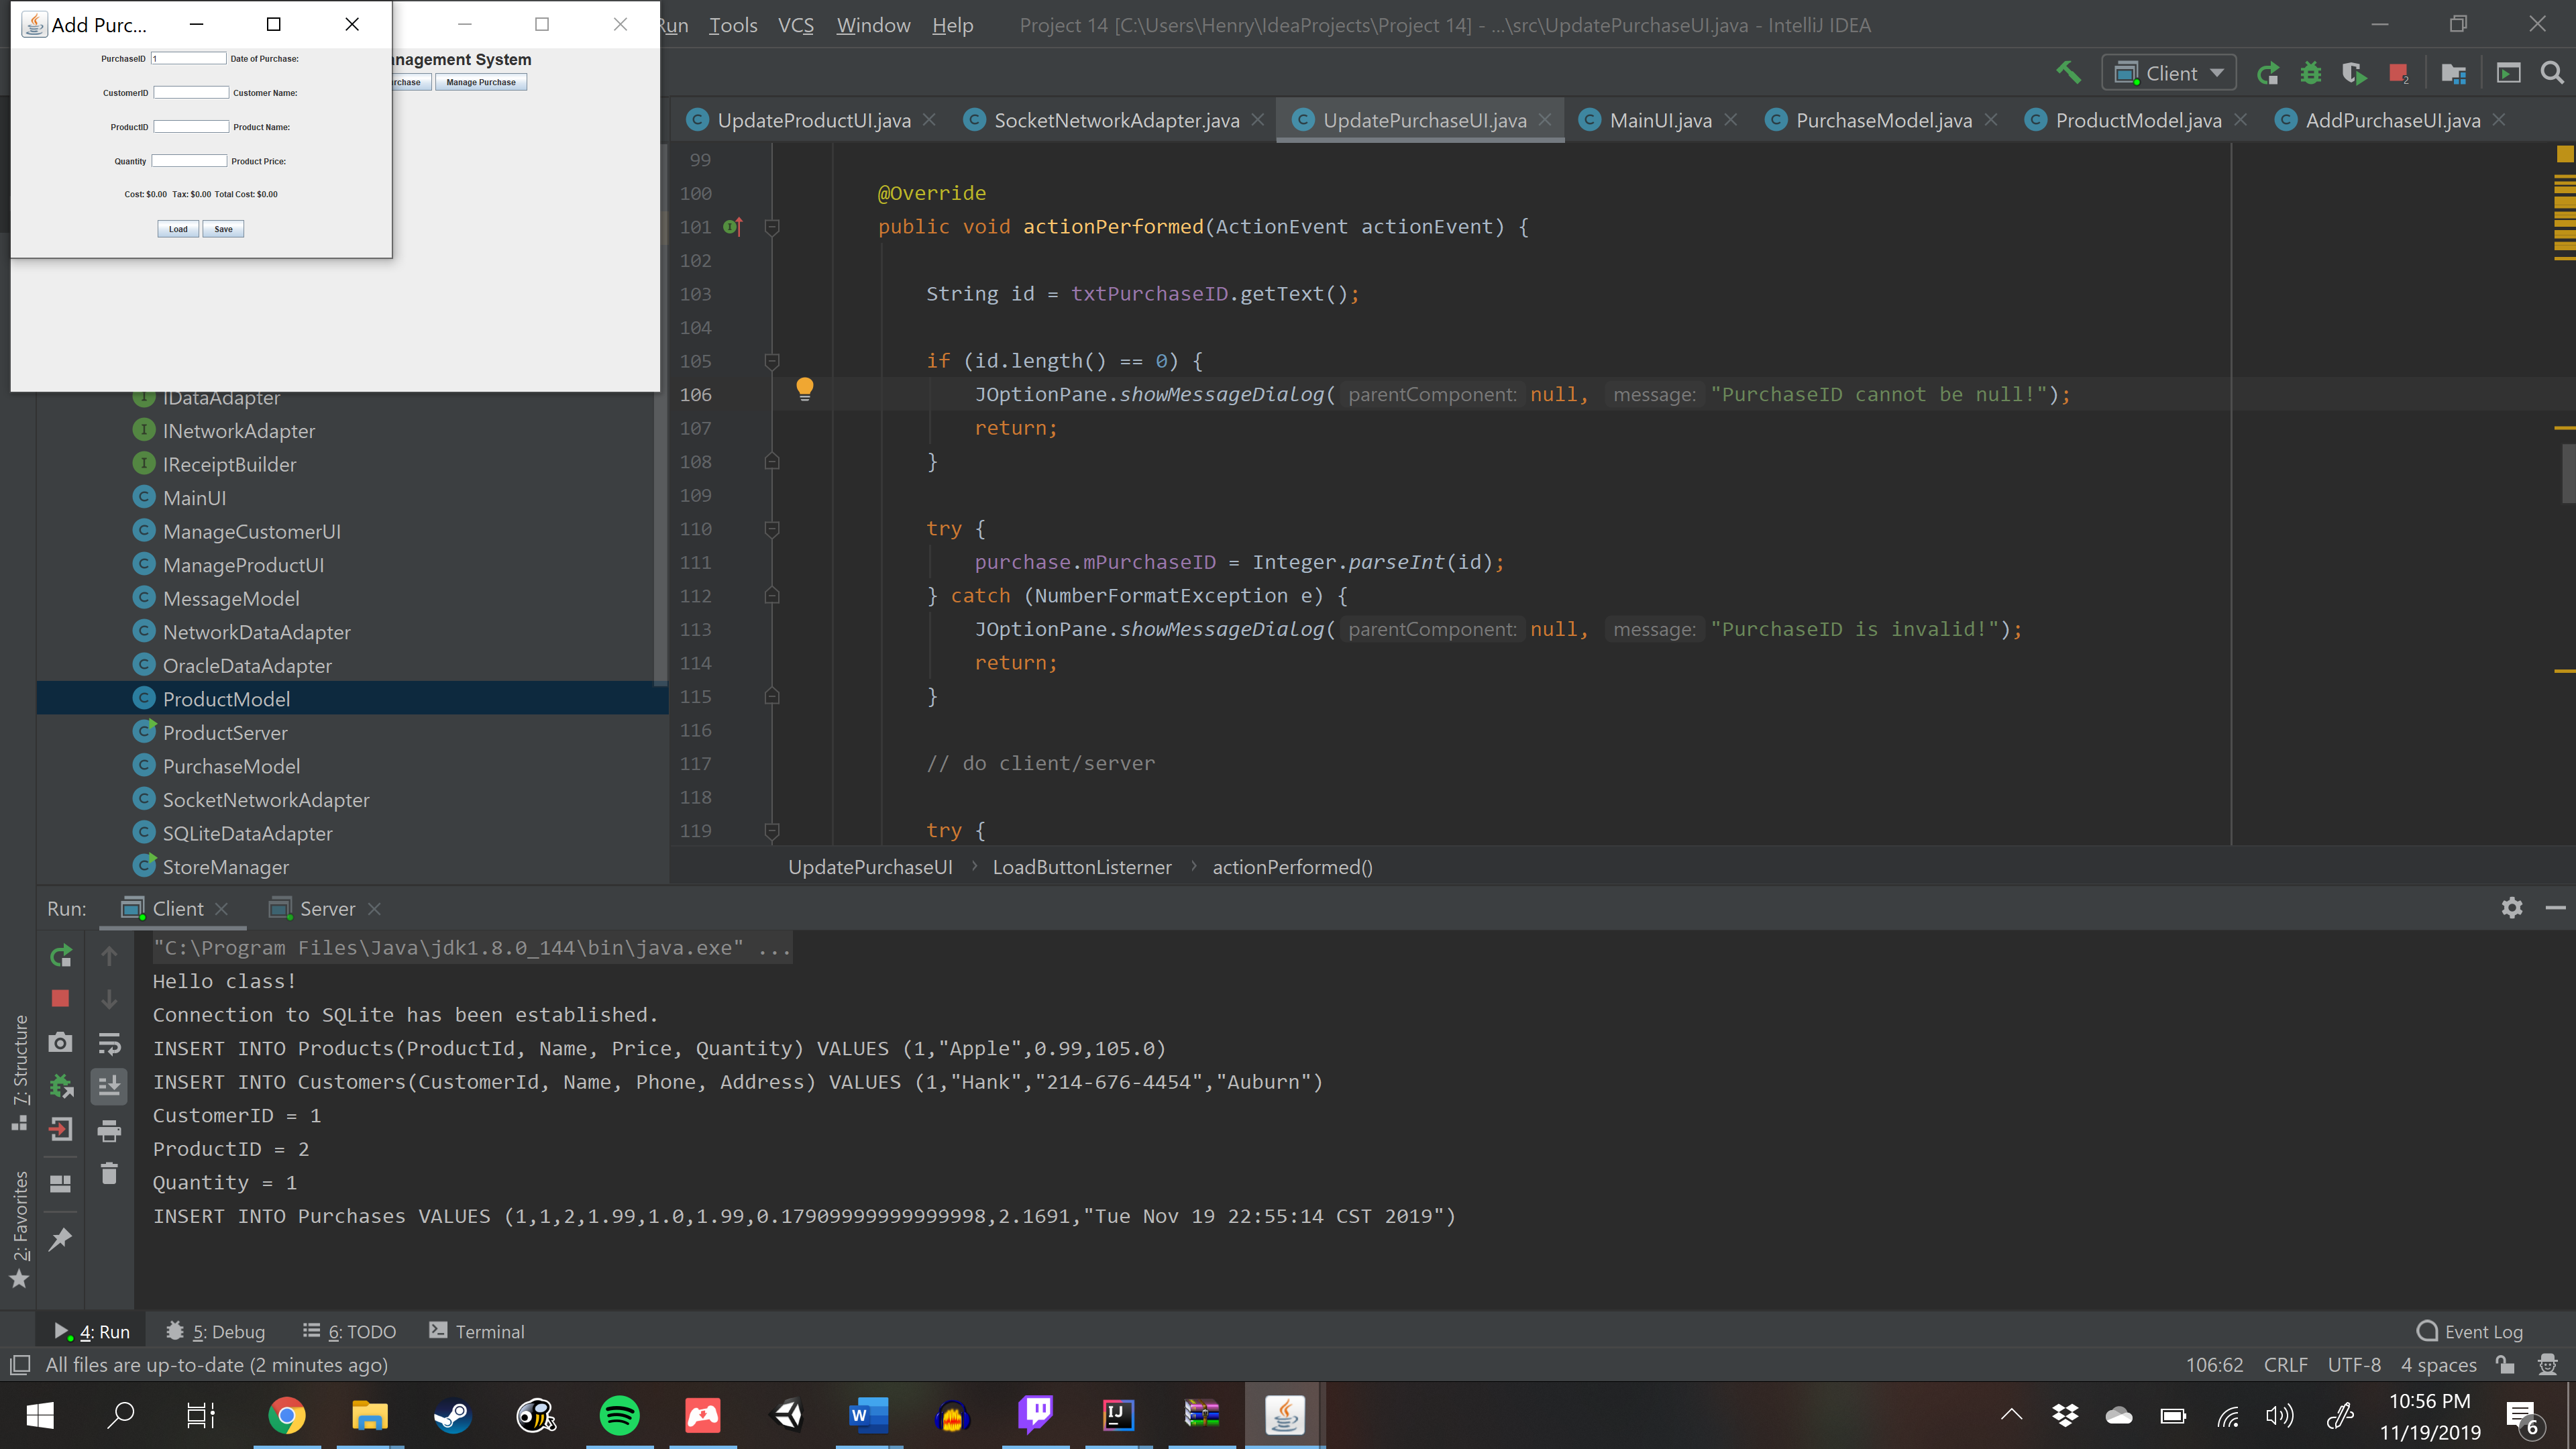 Add Purc...
PurchaseID 1 Date of Purchase:
CustomerID Customer Name:
ProductID Product Name:
Quantity Product Price:
Cost: $0.00 Tax: $0.00 Total Cost: $0.00
Load Save
nagement System
rchase Manage Purchase
Run Tools VCS Window Help Project 14 [C:\Users\Henry\IdeaProjects\Project 14] - ...\src\UpdatePurchaseUI.java - IntelliJ IDEA
Client 2
UpdateProductUI.java SocketNetworkAdapter.java UpdatePurchaseUI.java MainUI.java PurchaseModel.java ProductModel.java AddPurchaseUI.java
IDataAdapter
INetworkAdapter
IReceiptBuilder
MainUI
ManageCustomerUI
ManageProductUI
MessageModel
NetworkDataAdapter
OracleDataAdapter
ProductModel
ProductServer
PurchaseModel
SocketNetworkAdapter
SQLiteDataAdapter
StoreManager
99
100 @Override
101 public void actionPerformed(ActionEvent actionEvent) {
102
103 String id = txtPurchaseID.getText();
104
105 if (id.length() == 0) {
106 JOptionPane.showMessageDialog( parentComponent: null, message: "PurchaseID cannot be null!");
107 return;
108 }
109
110 try {
111 purchase.mPurchaseID = Integer.parseInt(id);
112 } catch (NumberFormatException e) {
113 JOptionPane.showMessageDialog( parentComponent: null, message: "PurchaseID is invalid!");
114 return;
115 }
116
117 // do client/server
118
119 try {
UpdatePurchaseUI LoadButtonListerner actionPerformed()
Run: Client Server
"C:\Program Files\Java\jdk1.8.0_144\bin\java.exe" ...
Hello class!
Connection to SQLite has been established.
INSERT INTO Products(ProductId, Name, Price, Quantity) VALUES (1,"Apple",0.99,105.0)
INSERT INTO Customers(CustomerId, Name, Phone, Address) VALUES (1,"Hank","214-676-4454","Auburn")
CustomerID = 1
ProductID = 2
Quantity = 1
INSERT INTO Purchases VALUES (1,1,2,1.99,1.0,1.99,0.17909999999999998,2.1691,"Tue Nov 19 22:55:14 CST 2019")
7: Structure
2: Favorites
4: Run 5: Debug 6: TODO Terminal Event Log
All files are up-to-date (2 minutes ago) 106:62 CRLF UTF-8 4 spaces
10:56 PM
11/19/2019
6